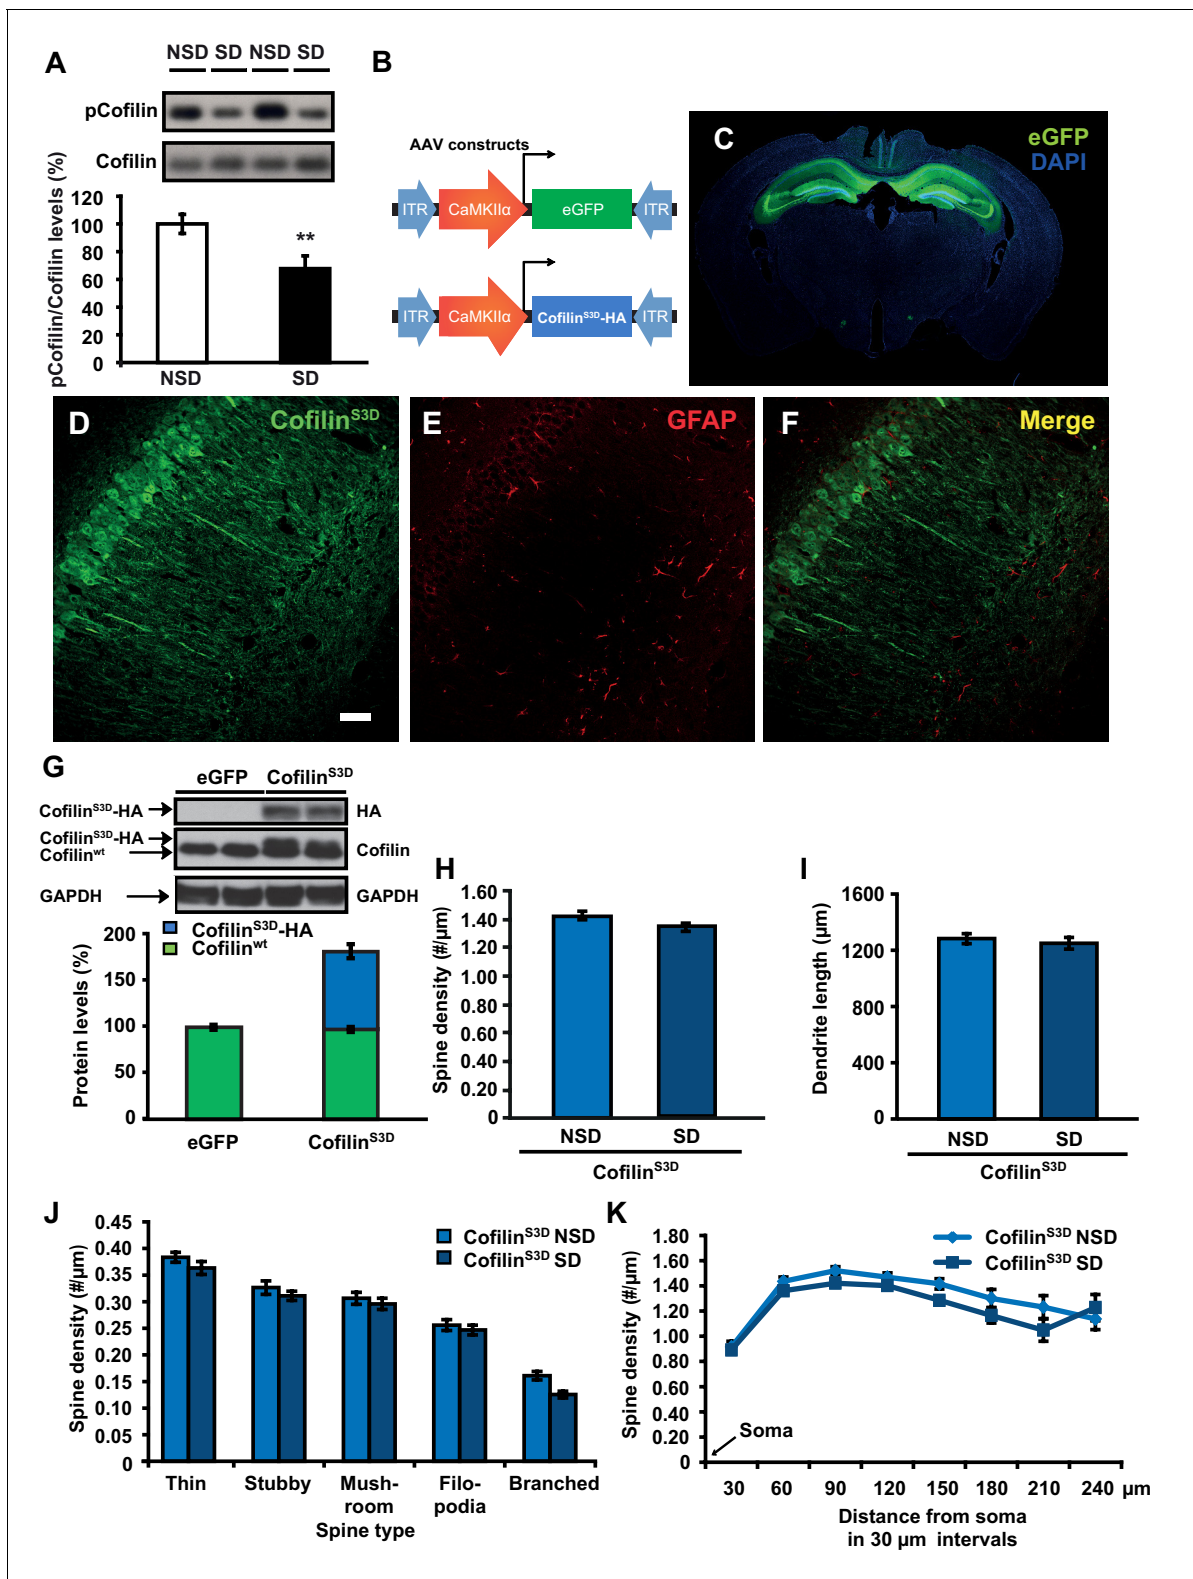 A
NSD SD NSD SD
pCofilin
Cofilin
pCofilin/Cofilin levels (%)
120
100
80
60
40
20
0
**
NSD SD
B
AAV constructs
ITR CaMKIIα eGFP ITR
ITR CaMKIIα Cofilin^S3D-HA ITR
C
eGFP
DAPI
D
Cofilin^S3D
E
GFAP
F
Merge
G
eGFP Cofilin^S3D
Cofilin^S3D-HA HA
Cofilin^S3D-HA
Cofilin^wt Cofilin
GAPDH GAPDH
Protein levels (%)
200
150
100
50
0
Cofilin^S3D-HA
Cofilin^wt
eGFP Cofilin^S3D
H
Spine density (#/µm)
1.60
1.40
1.20
1.00
0.80
0.60
0.40
0.20
0
NSD SD
Cofilin^S3D
I
Dendrite length (µm)
1600
1200
800
400
0
NSD SD
Cofilin^S3D
J
Spine density (#/µm)
0.45
0.40
0.35
0.30
0.25
0.20
0.15
0.10
0.05
0
Cofilin^S3D NSD
Cofilin^S3D SD
Thin Stubby Mush- Filo- Branched
room podia
Spine type
K
Spine density (#/µm)
1.80
1.60
1.40
1.20
1.00
0.80
0.60
0.40
0.20
0
Cofilin^S3D NSD
Cofilin^S3D SD
Soma
30 60 90 120 150 180 210 240 µm
Distance from soma
in 30 µm intervals